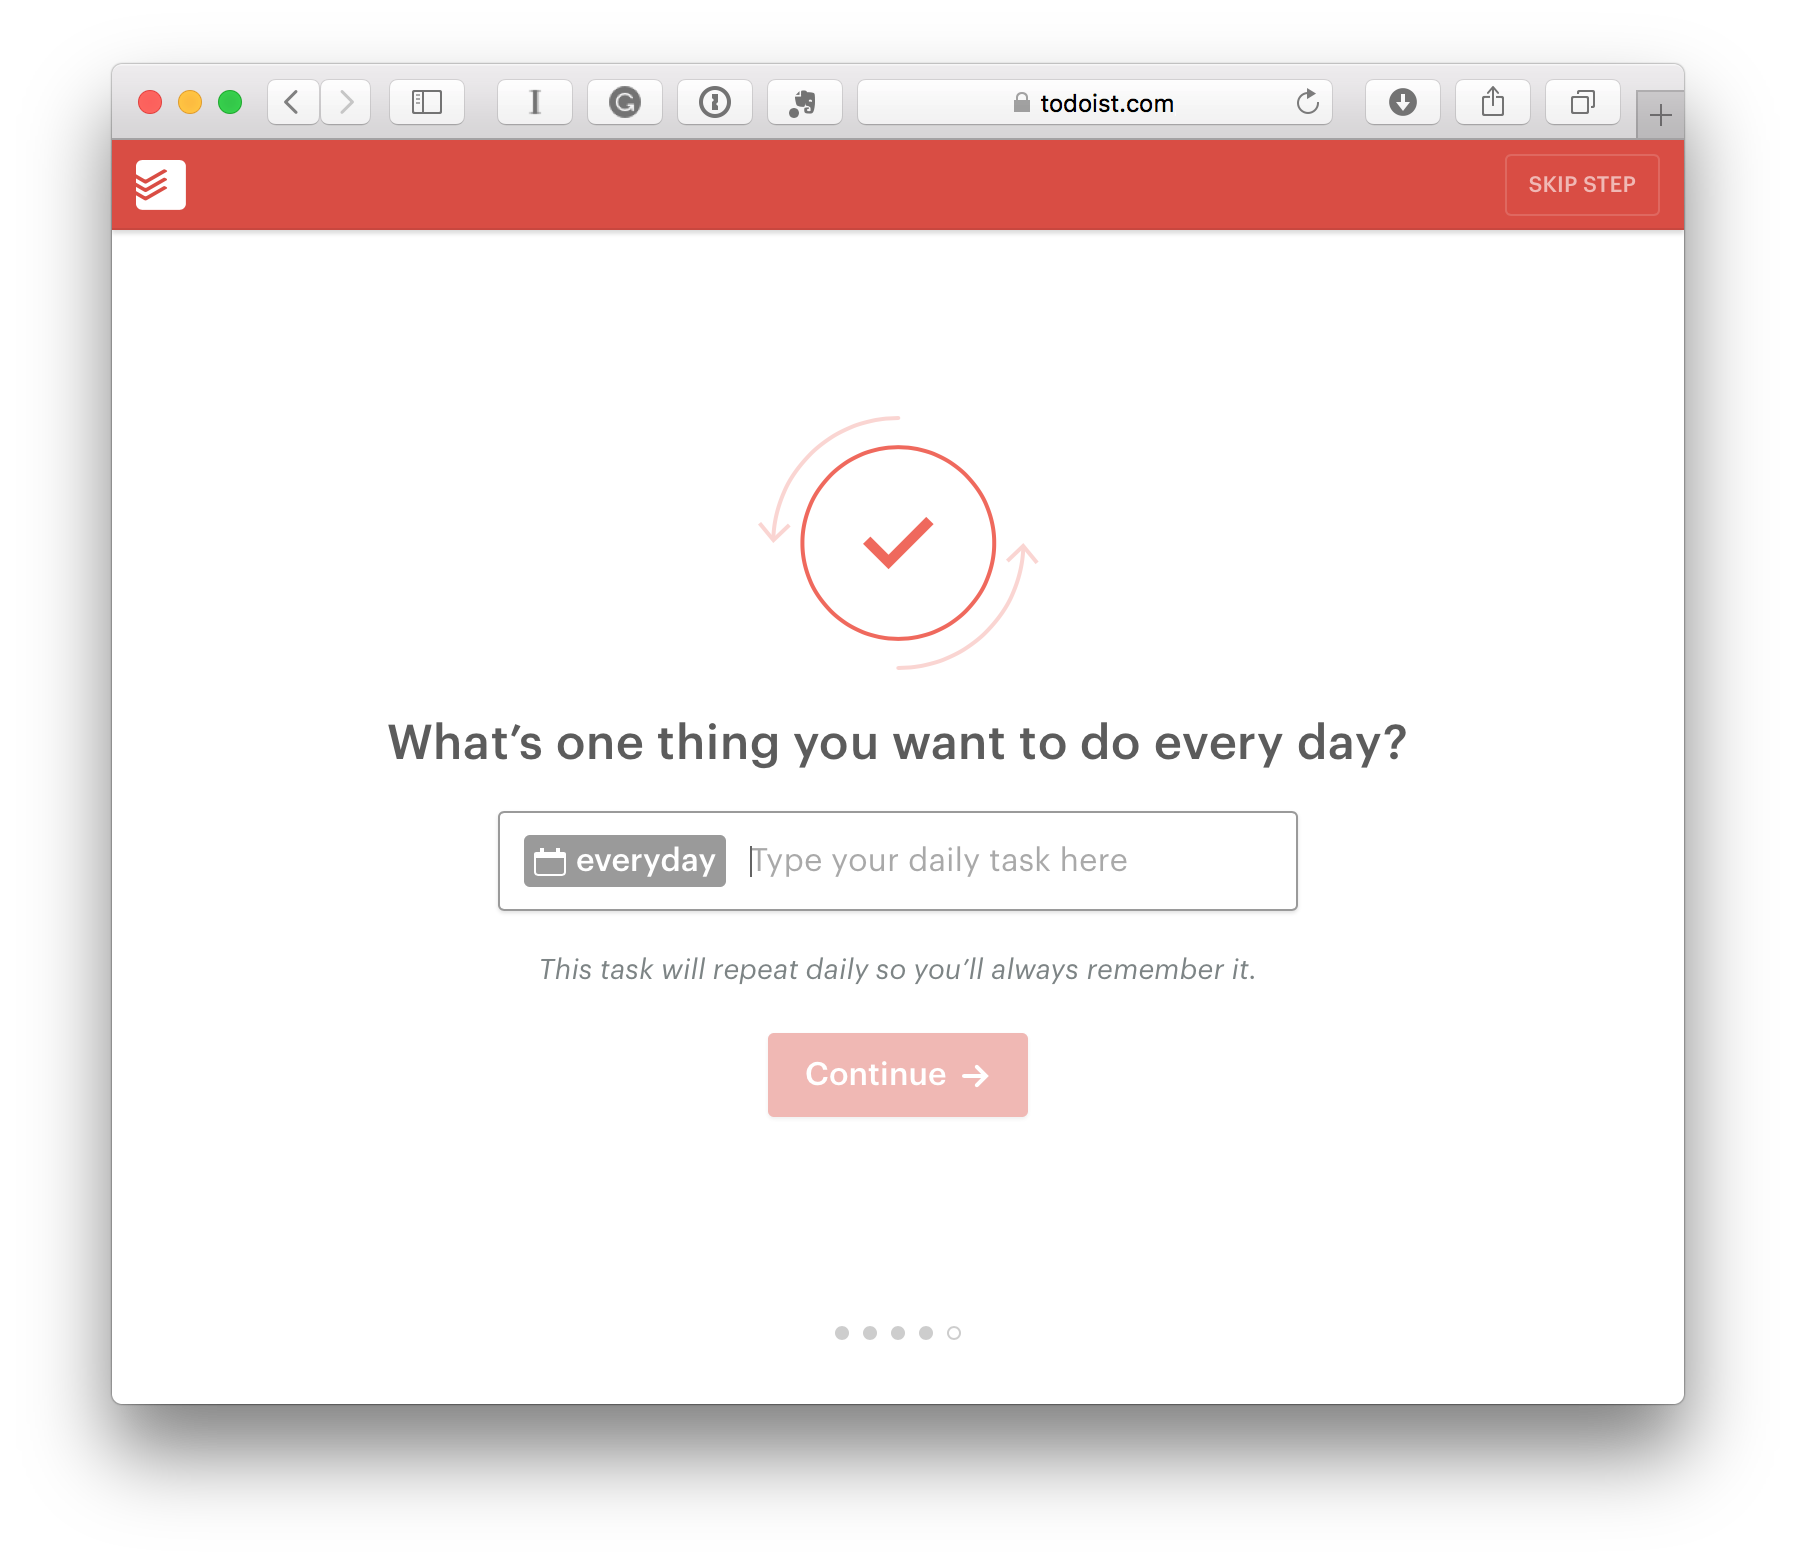 todoist.com
SKIP STEP
What’s one thing you want to do every day?
everyday Type your daily task here
This task will repeat daily so you’ll always remember it.
Continue →